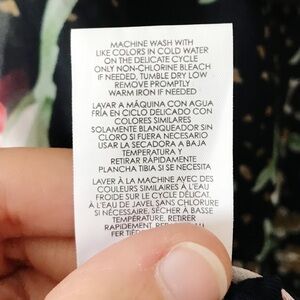 MACHINE WASH WITH
LIKE COLORS IN COLD WATER
ON THE DELICATE CYCLE
ONLY NON-CHLORINE BLEACH
IF NEEDED, TUMBLE DRY LOW
REMOVE PROMPTLY
WARM IRON IF NEEDED
LAVAR A MÁQUINA CON AGUA
FRÍA EN CICLO DELICADO CON
COLORES SIMILARES
SOLAMENTE BLANQUEADOR SIN
CLORO SI FUERA NECESARIO
USAR LA SECADORA A BAJA
TEMPERATURA Y
RETIRAR RÁPIDAMENTE
PLANCHA TIBIA SI SE NECESITA
LAVER À LA MACHINE AVEC DES
COULEURS SIMILAIRES À L'EAU
FROIDE SUR LE CYCLE DÉLICAT.
À L'EAU DE JAVEL SANS CHLORURE
SI NÉCESSAIRE, SÉCHER À BASSE
TEMPÉRATURE, RETIRER
RAPIDEMENT,
FER